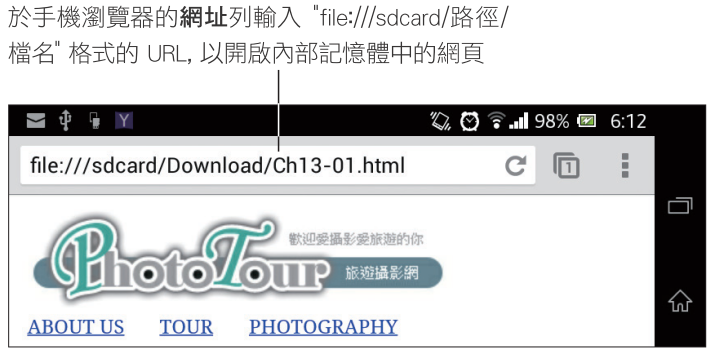 於手機瀏覽器的網址列輸入 "file:///sdcard/路徑/
檔名" 格式的 URL, 以開啟內部記憶體中的網頁
Y 98% 6:12
file:///sdcard/Download/Ch13-01.html 1
歡迎受攝影愛旅遊的你
PhotoTour 旅遊攝影網
ABOUT US TOUR PHOTOGRAPHY